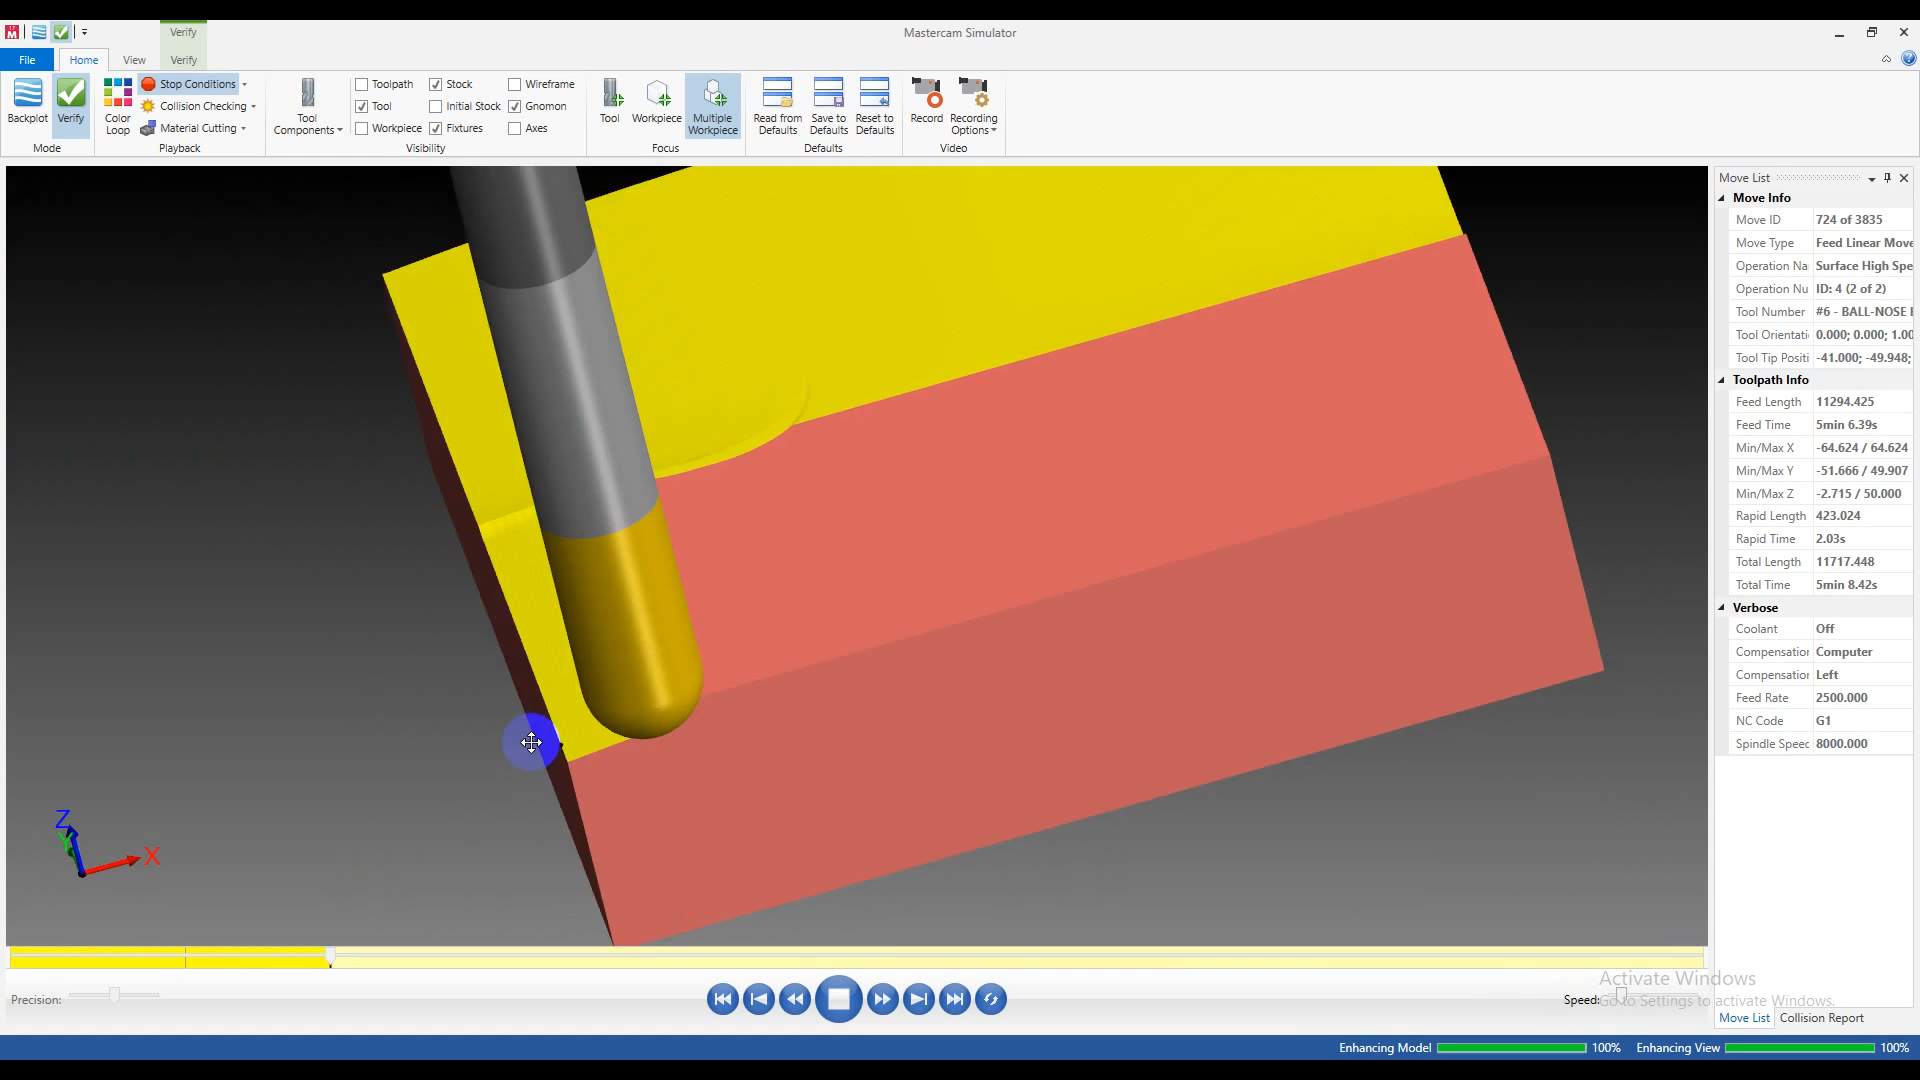 Verify
Mastercam Simulator
File
Home
View
Verify
Backplot
Verify
Mode
Color Loop
Stop Conditions
Collision Checking
Material Cutting
Playback
Tool Components
Toolpath
Stock
Wireframe
Tool
Initial Stock
Gnomon
Workpiece
Fixtures
Axes
Visibility
Tool
Workpiece
Multiple Workpiece
Focus
Read from Defaults
Save to Defaults
Reset to Defaults
Defaults
Record
Recording Options
Video
Move List
Move Info
Move ID 724 of 3835
Move Type Feed Linear Move
Operation Na Surface High Spe
Operation Nu ID: 4 (2 of 2)
Tool Number #6 - BALL-NOSE
Tool Orientati 0.000; 0.000; 1.00
Tool Tip Positi -41.000; -49.948;
Toolpath Info
Feed Length 11294.425
Feed Time 5min 6.39s
Min/Max X -64.624 / 64.624
Min/Max Y -51.666 / 49.907
Min/Max Z -2.715 / 50.000
Rapid Length 423.024
Rapid Time 2.03s
Total Length 11717.448
Total Time 5min 8.42s
Verbose
Coolant Off
Compensation Computer
Compensation Left
Feed Rate 2500.000
NC Code G1
Spindle Speed 8000.000
Z
Y
X
Precision:
Speed:
Activate Windows
Go to Settings to activate Windows.
Move List
Collision Report
Enhancing Model 100% Enhancing View 100%